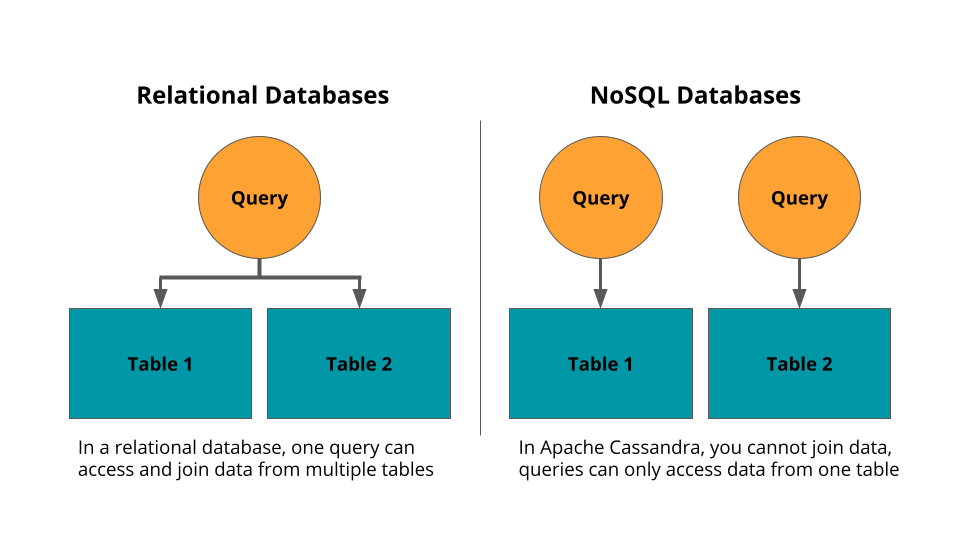 Relational Databases
Query
Table 1
Table 2
In a relational database, one query can
access and join data from multiple tables
NoSQL Databases
Query
Query
Table 1
Table 2
In Apache Cassandra, you cannot join data,
queries can only access data from one table